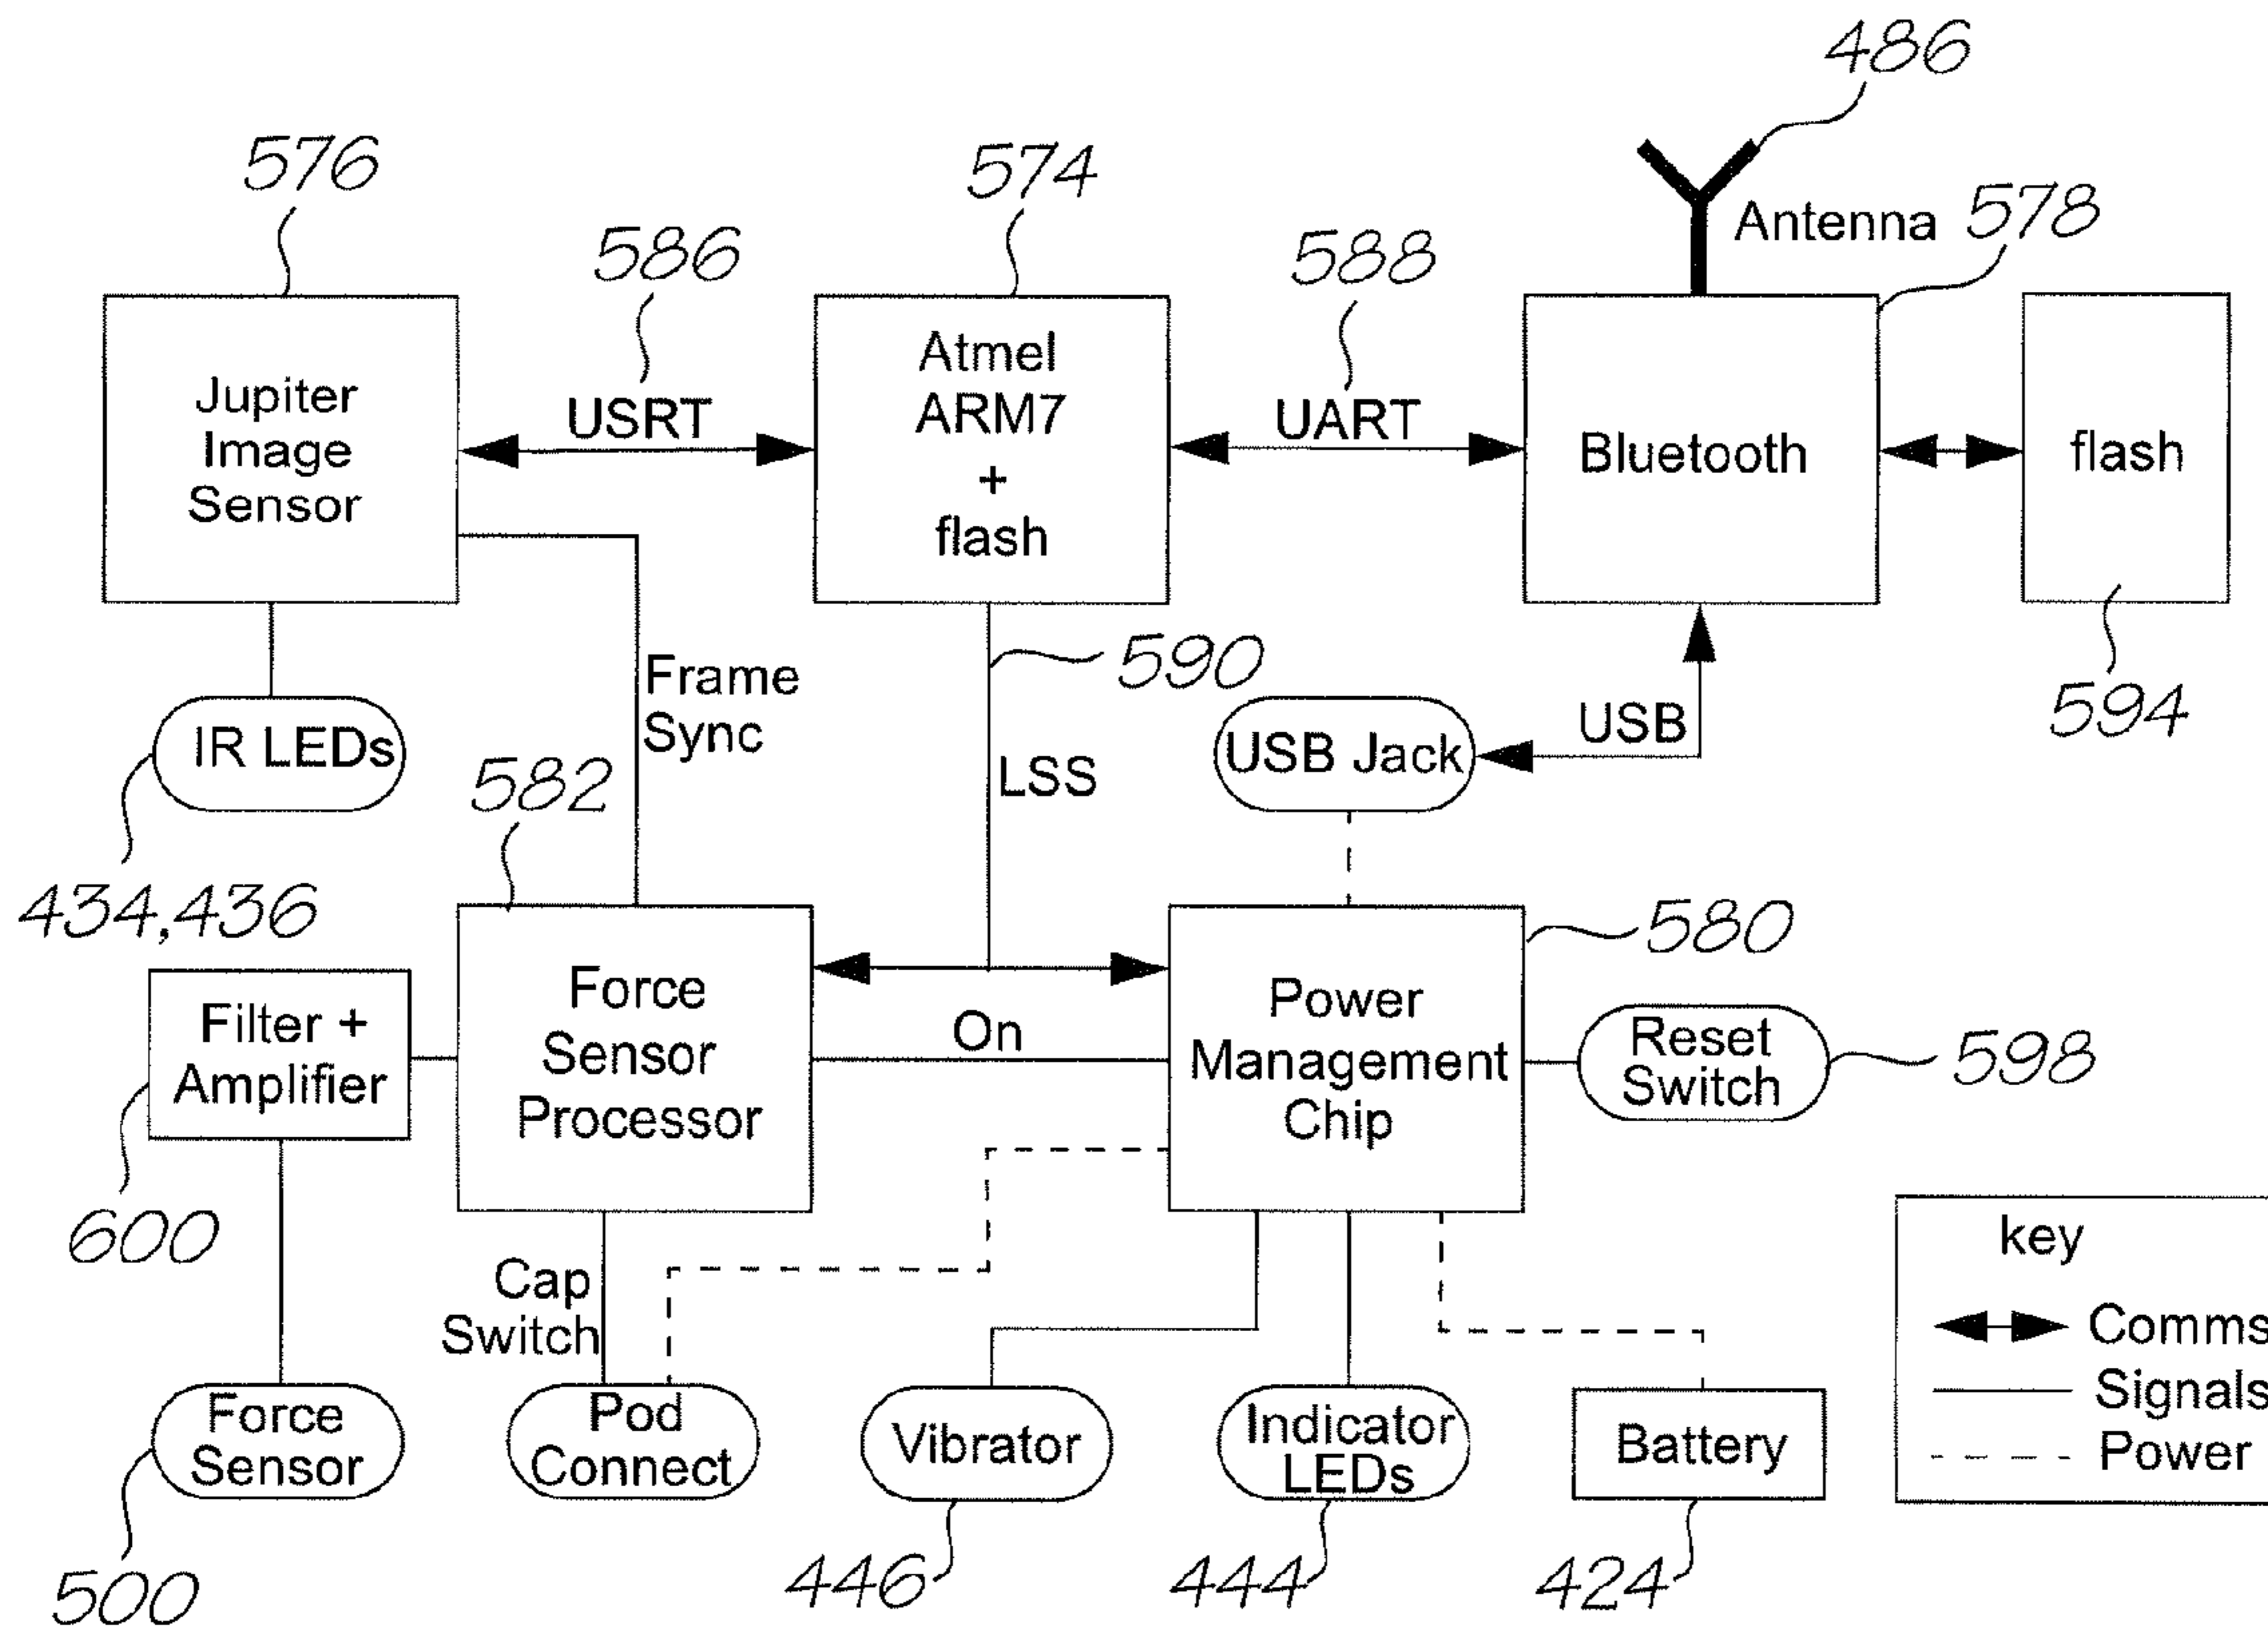 486
576
574
Antenna
578
586
588
Jupiter
Image
Sensor
USRT
Atmel
ARM7
+
flash
UART
Bluetooth
flash
590
594
Frame
Sync
IR LEDs
LSS
USB Jack
USB
582
434,436
580
Filter +
Amplifier
Force
Sensor
Processor
On
Power
Management
Chip
Reset
Switch
598
600
Cap
Switch
key
Comms
Signals
Power
Force
Sensor
Pod
Connect
Vibrator
Indicator
LEDs
Battery
500
446
444
424